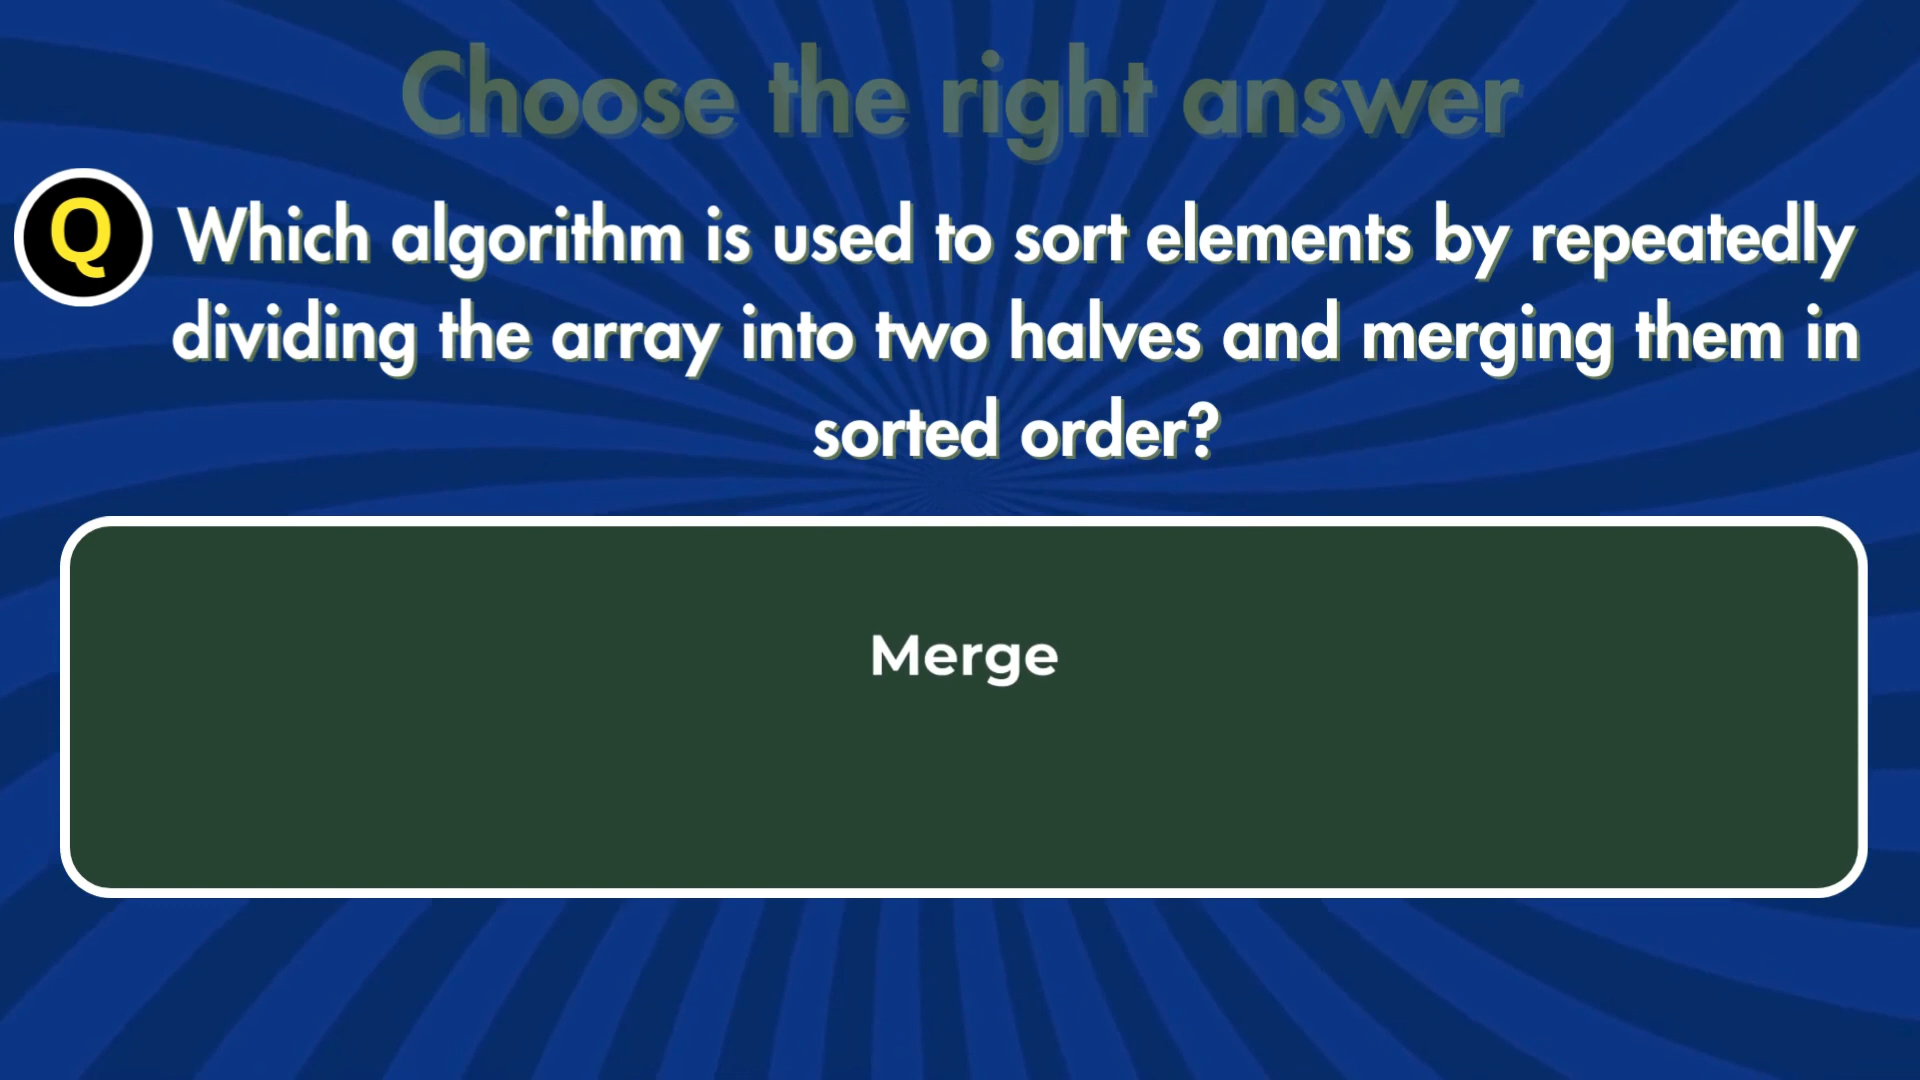 Choose the right answer
Q
Which algorithm is used to sort elements by repeatedly
dividing the array into two halves and merging them in
sorted order?
Merge